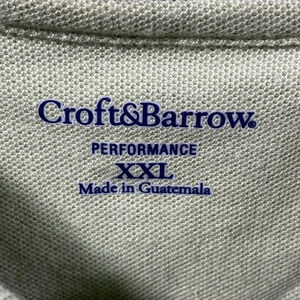 Croft&Barrow.
PERFORMANCE
XXL
Made in Guatemala